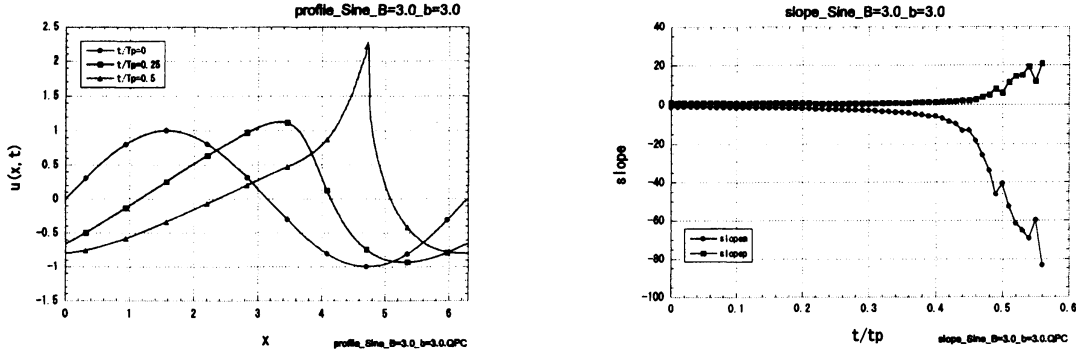 profile_Sine_B=3.0_b=3.0
2.5
2
1.5
1
0.5
0
-0.5
-1
-1.5
t/Tp=0
t/Tp=0.25
t/Tp=0.5
u(x, t)
0 1 2 3 4 5 6
x
profile_Sine_B=3.0_b=3.0.QPC
slope_Sine_B=3.0_b=3.0
40
20
0
-20
-40
-60
-80
-100
slope
slopem
slopep
0 0.1 0.2 0.3 0.4 0.5 0.6
t/tp
slope_Sine_B=3.0_b=3.0.QPC